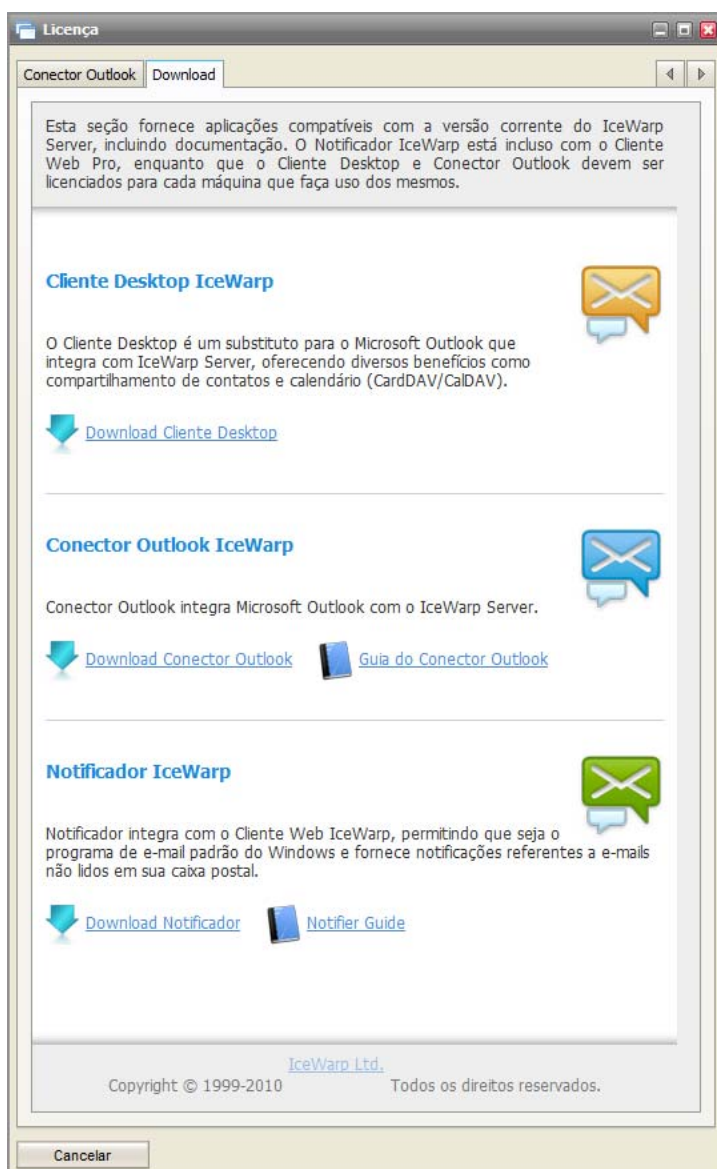 Licença
Conector Outlook Download
Esta seção fornece aplicações compatíveis com a versão corrente do IceWarp
Server, incluindo documentação. O Notificador IceWarp está incluso com o Cliente
Web Pro, enquanto que o Cliente Desktop e Conector Outlook devem ser
licenciados para cada máquina que faça uso dos mesmos.
Cliente Desktop IceWarp
O Cliente Desktop é um substituto para o Microsoft Outlook que
integra com IceWarp Server, oferecendo diversos benefícios como
compartilhamento de contatos e calendário (CardDAV/CalDAV).
Download Cliente Desktop
Conector Outlook IceWarp
Conector Outlook integra Microsoft Outlook com o IceWarp Server.
Download Conector Outlook Guia do Conector Outlook
Notificador IceWarp
Notificador integra com o Cliente Web IceWarp, permitindo que seja o
programa de e-mail padrão do Windows e fornece notificações referentes a e-mails
não lidos em sua caixa postal.
Download Notificador Notifier Guide
IceWarp Ltd.
Copyright © 1999-2010 Todos os direitos reservados.
Cancelar